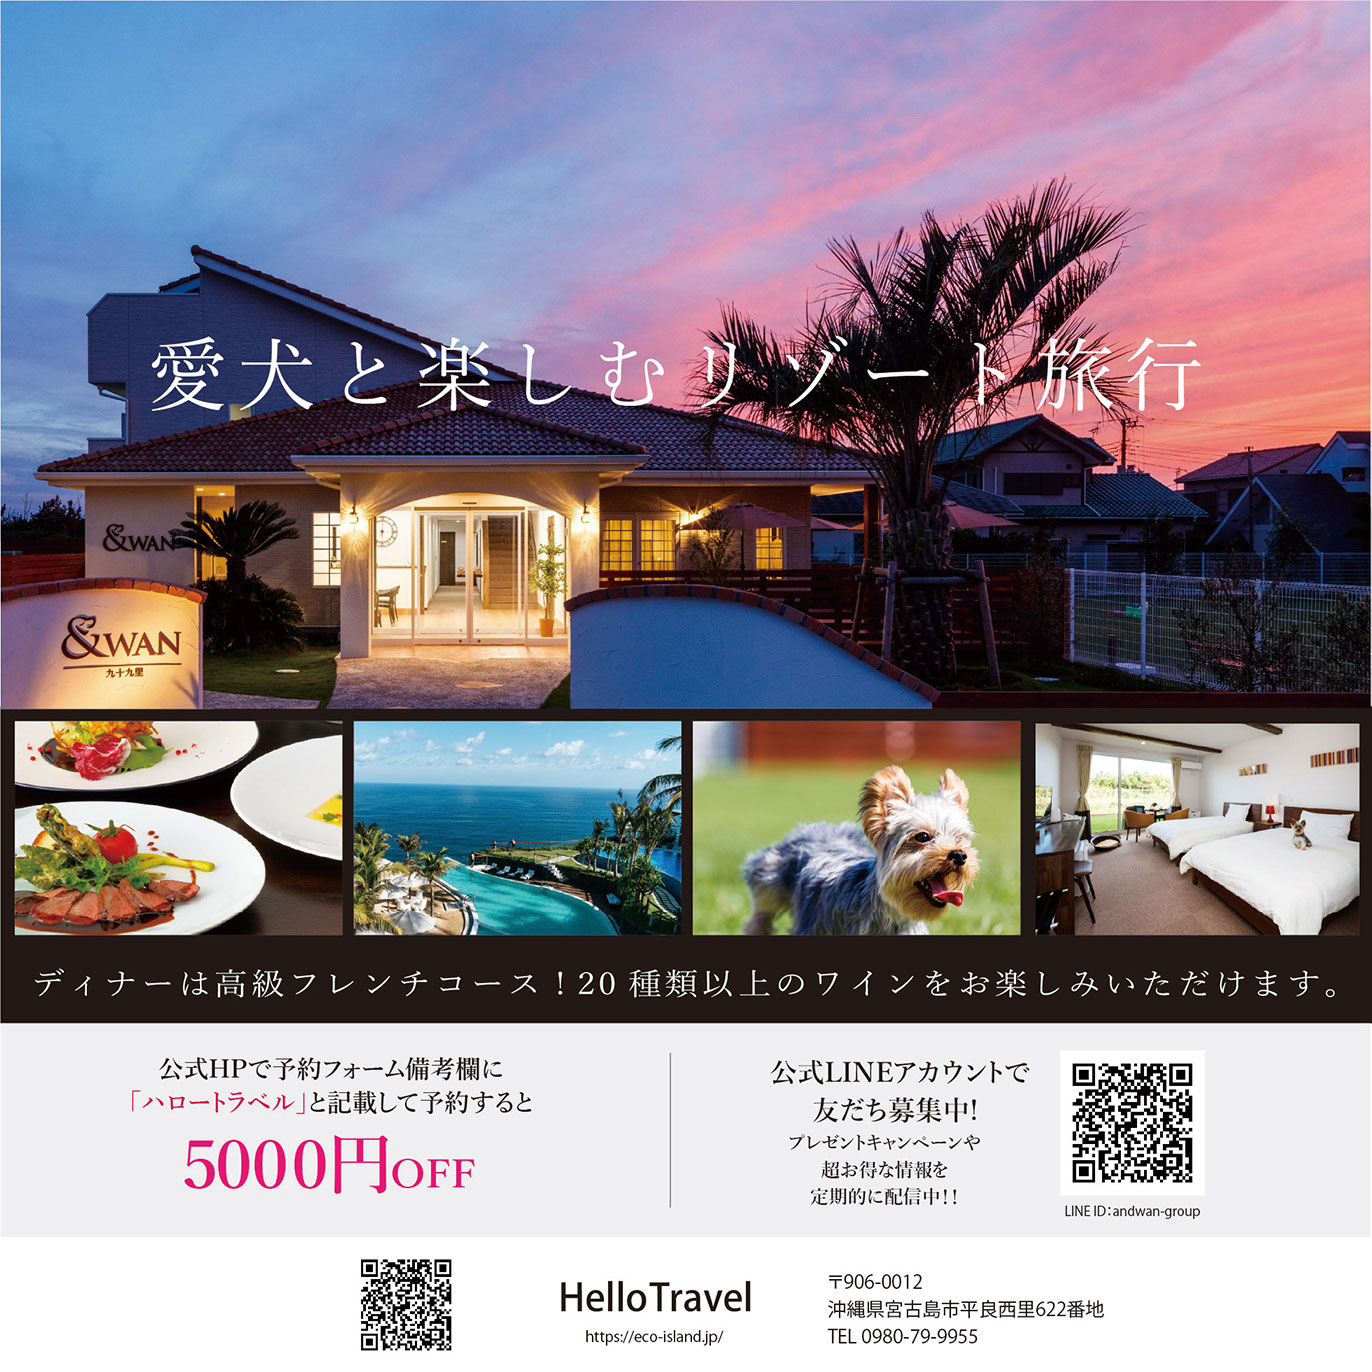 愛犬と楽しむリゾート旅行
&WAN
&WAN
九十九里
ディナーは高級フレンチコース！20種類以上のワインをお楽しみいただけます。
公式HPで予約フォーム備考欄に
「ハロートラベル」と記載して予約すると
5000円OFF
公式LINEアカウントで
友だち募集中!
プレゼントキャンペーンや
超お得な情報を
定期的に配信中!!
LINE ID：andwan-group
HelloTravel
https://eco-island.jp/
〒906-0012
沖縄県宮古島市平良西里622番地
TEL 0980-79-9955